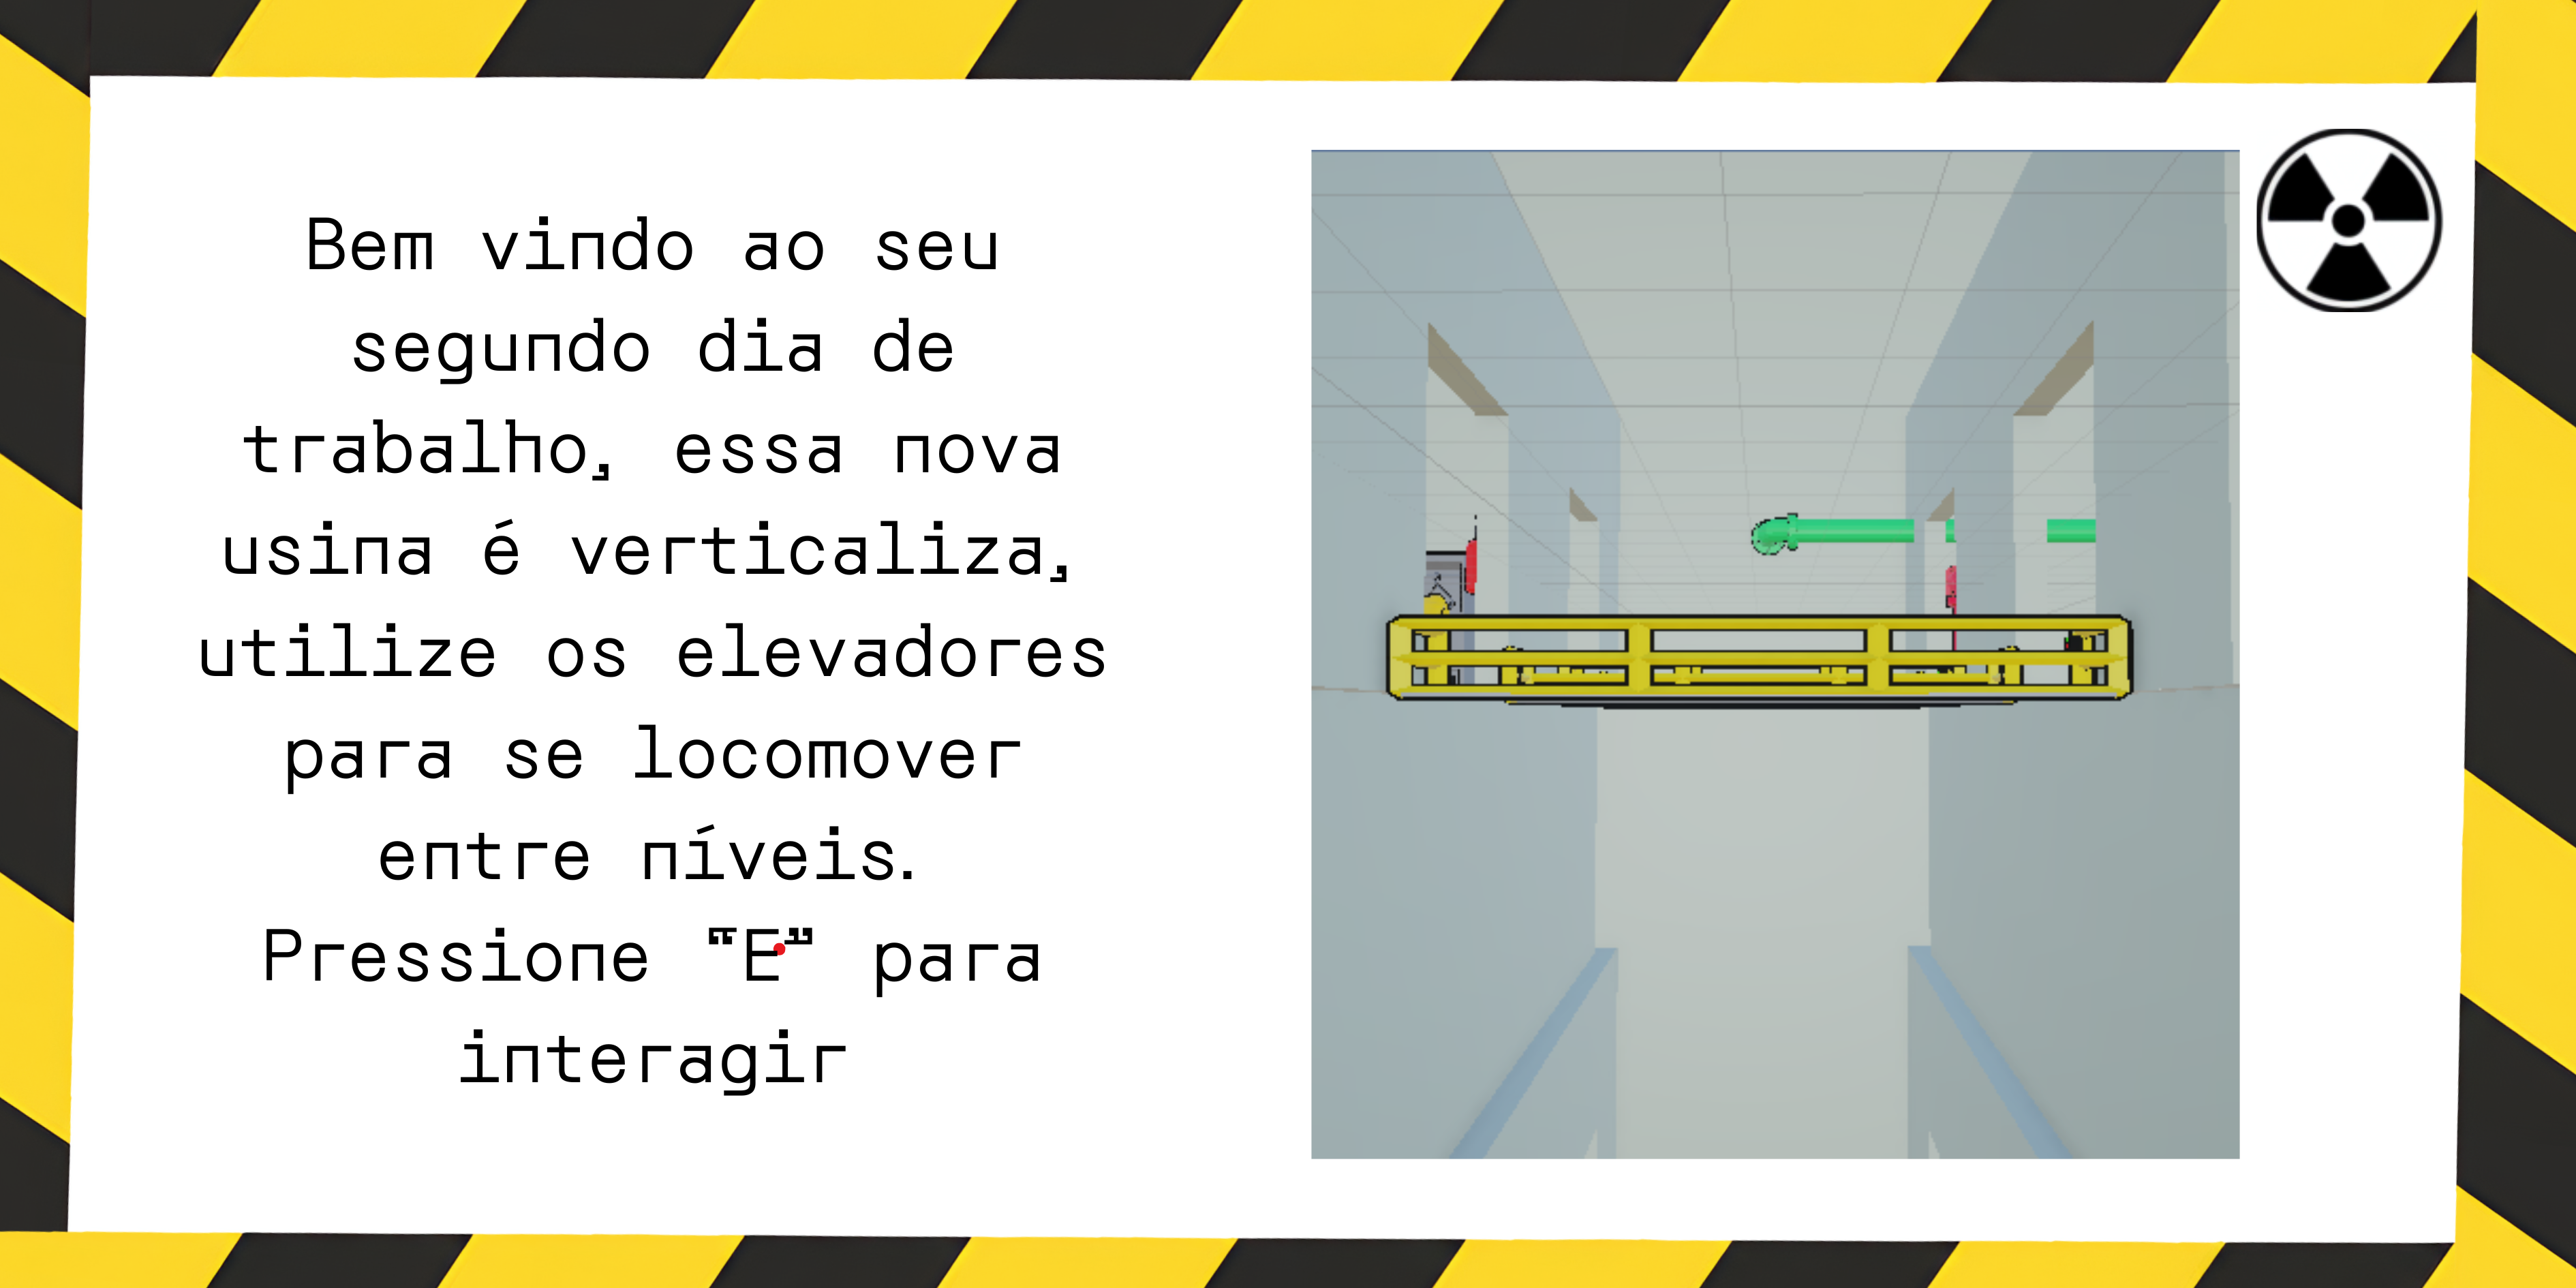 Bem vindo ao seu
segundo dia de
trabalho, essa nova
usina é verticaliza,
utilize os elevadores
para se locomover
entre níveis.
Pressione “E” para
interagir